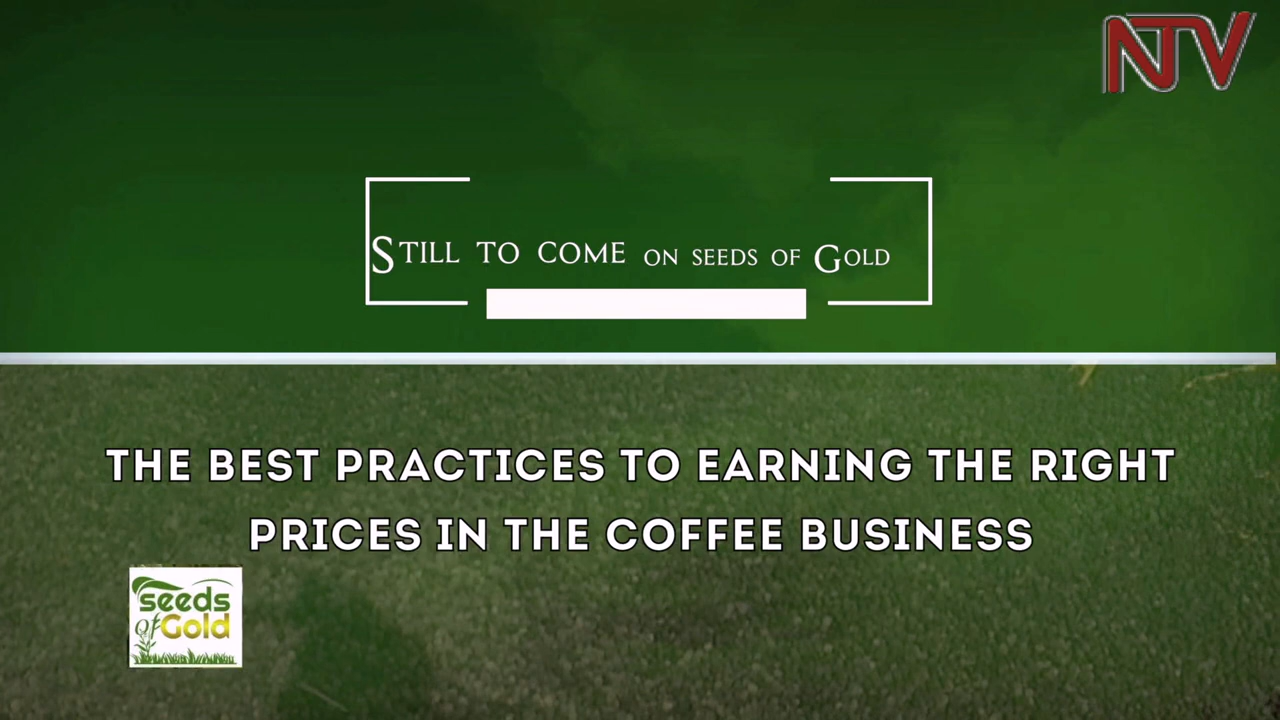 NTV
STILL TO COME ON SEEDS OF GOLD
THE BEST PRACTICES TO EARNING THE RIGHT
PRICES IN THE COFFEE BUSINESS
seeds
of Gold